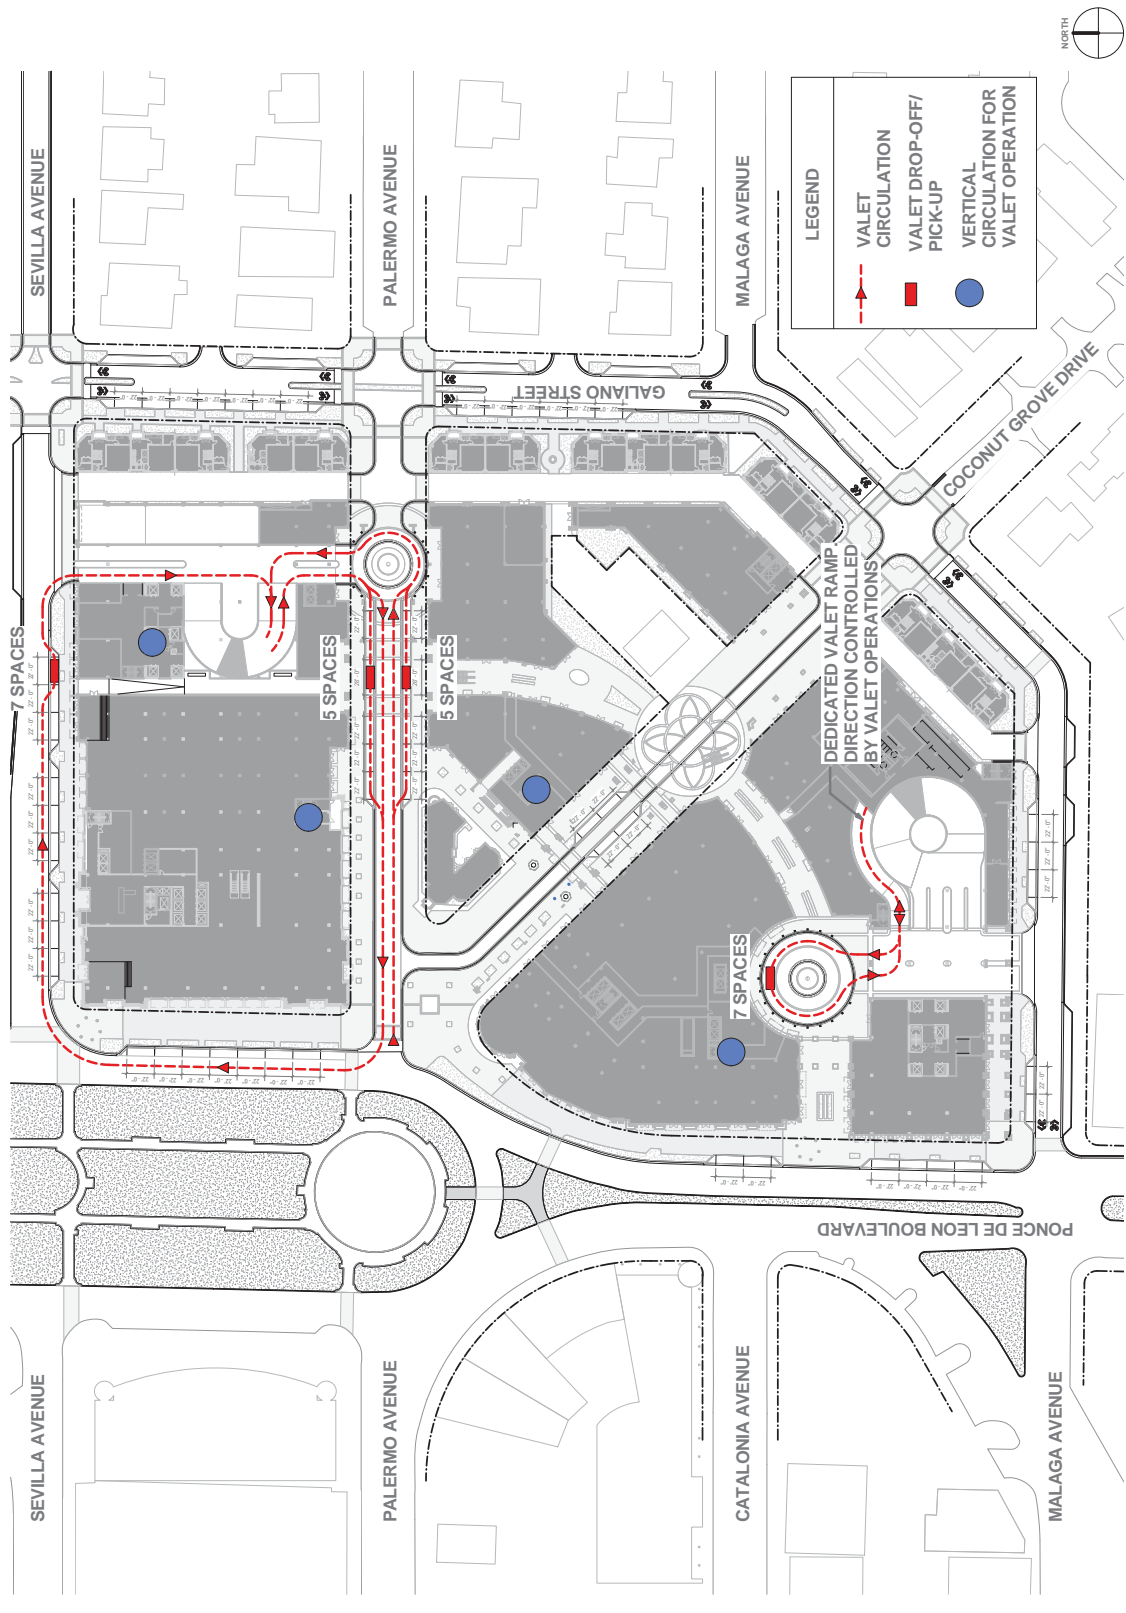 NORTH
SEVILLA AVENUE
PALERMO AVENUE
MALAGA AVENUE
LEGEND
VALET
CIRCULATION
VALET DROP-OFF/
PICK-UP
VERTICAL
CIRCULATION FOR
VALET OPERATION
GALIANO STREET
COCONUT GROVE DRIVE
7 SPACES
5 SPACES
5 SPACES
DEDICATED VALET RAMP
DIRECTION CONTROLLED
BY VALET OPERATIONS
7 SPACES
PONCE DE LEON BOULEVARD
SEVILLA AVENUE
PALERMO AVENUE
CATALONIA AVENUE
MALAGA AVENUE